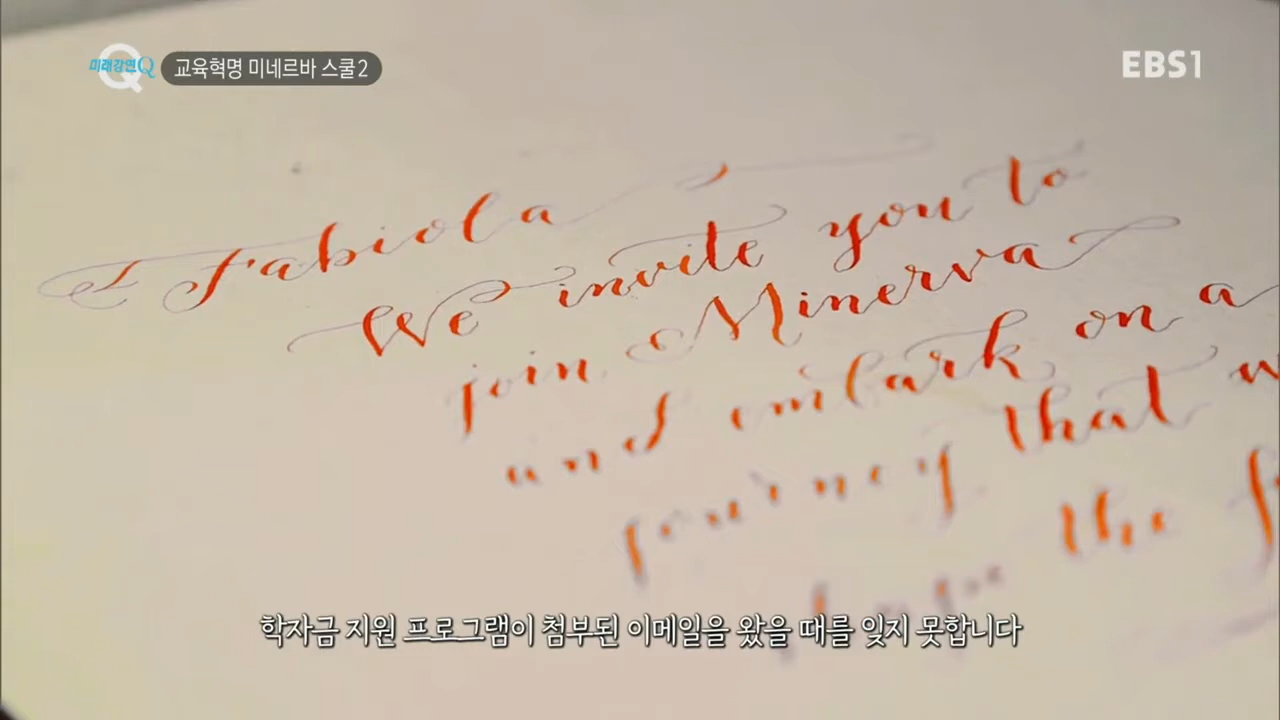 미래강연Q
교육혁명 미네르바 스쿨2
EBS1
Fabiola
We invite you to
join Minerva
and embark on a
journey that
the
학자금 지원 프로그램이 첨부된 이메일을 왔을 때를 잊지 못합니다